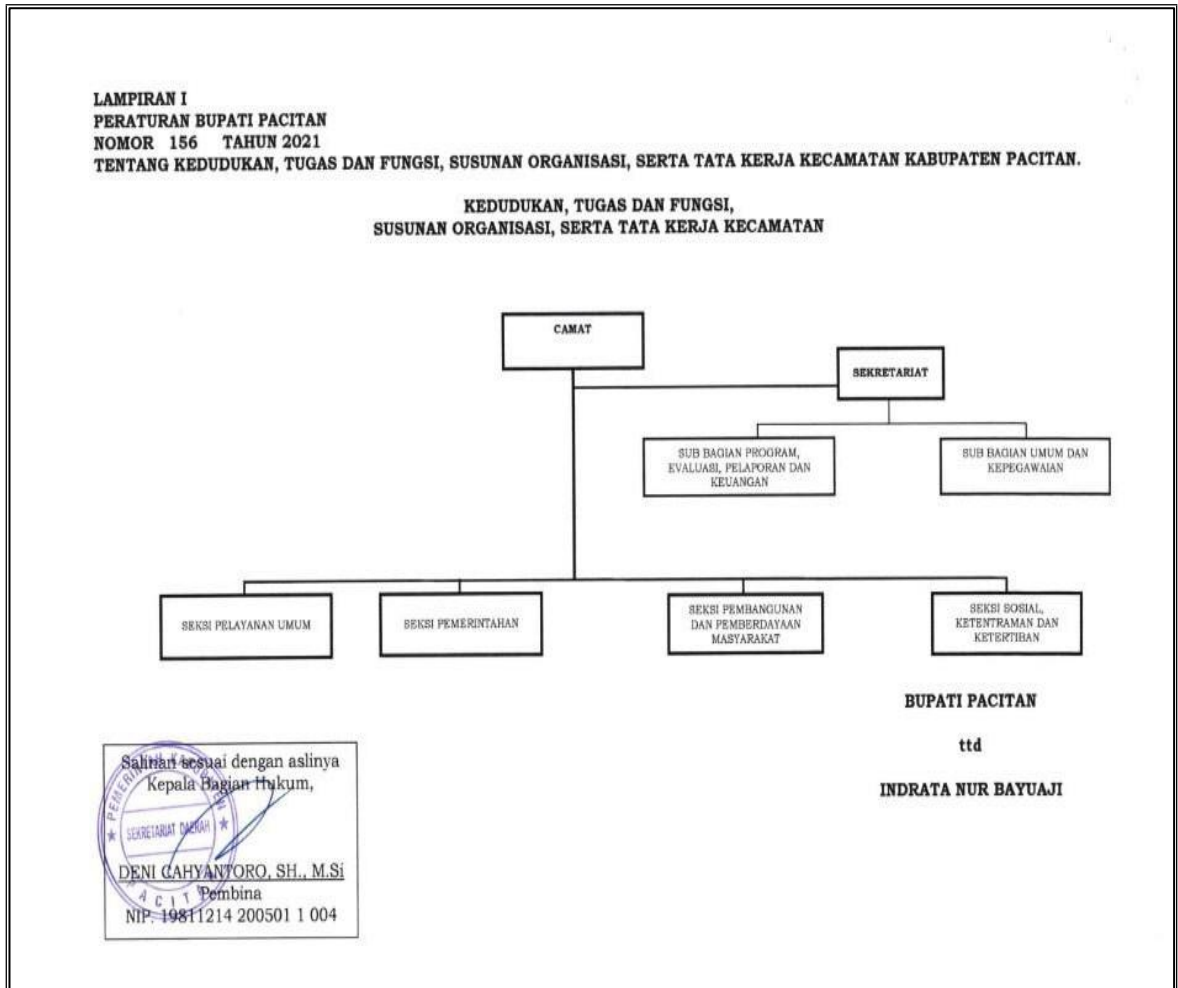 LAMPIRAN I
PERATURAN BUPATI PACITAN
NOMOR 156 TAHUN 2021
TENTANG KEDUDUKAN, TUGAS DAN FUNGSI, SUSUNAN ORGANISASI, SERTA TATA KERJA KECAMATAN KABUPATEN PACITAN.
KEDUDUKAN, TUGAS DAN FUNGSI,
SUSUNAN ORGANISASI, SERTA TATA KERJA KECAMATAN
CAMAT
SEKRETARIAT
SUB BAGIAN PROGRAM,
EVALUASI, PELAPORAN DAN
KEUANGAN
SUB BAGIAN UMUM DAN
KEPEGAWAIAN
SEKSI PELAYANAN UMUM
SEKSI PEMERINTAHAN
SEKSI PEMBANGUNAN
DAN PEMBERDAYAAN
MASYARAKAT
SEKSI SOSIAL,
KETENTRAMAN DAN
KETERTIBAN
BUPATI PACITAN
ttd
INDRATA NUR BAYUAJI
Salinan sesuai dengan aslinya
Kepala Bagian Hukum,
DENI CAHYANTORO, SH., M.Si
Pembina
NIP. 19811214 200501 1 004
PEMERINTAH KABUPATEN
SEKRETARIAT DAERAH
PACITAN